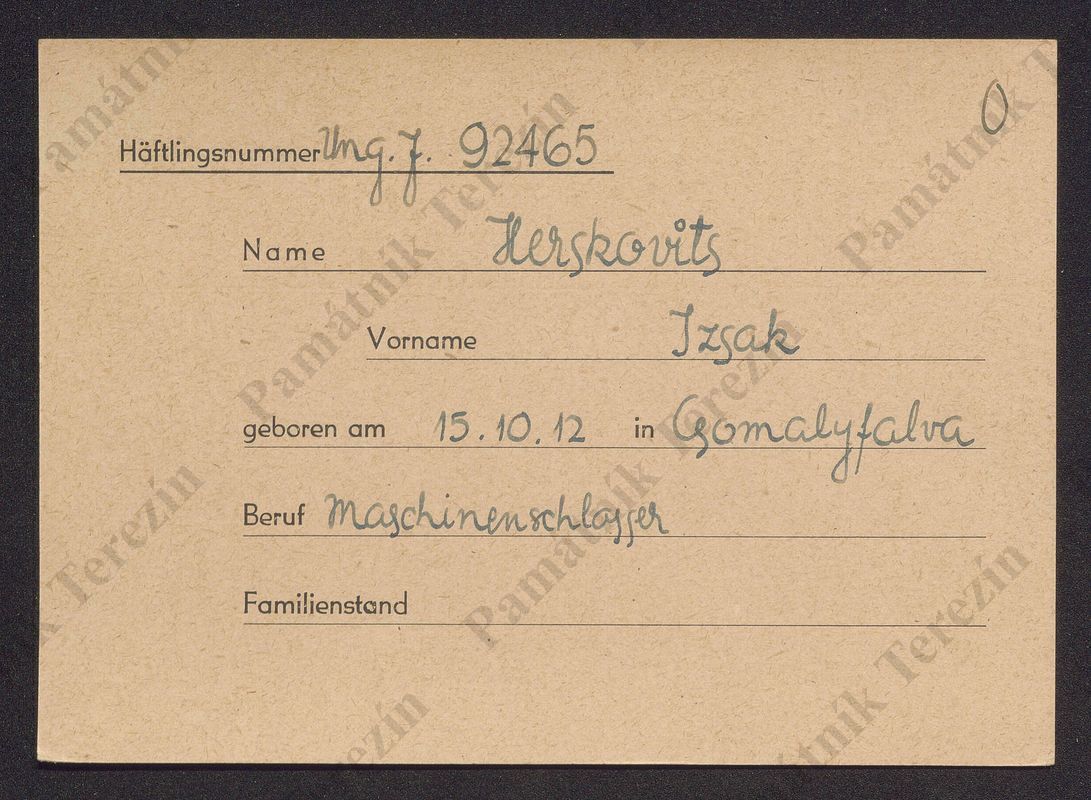 0
Häftlingsnummer Ung. J. 92465
Name Herskovits
Vorname Izsak
geboren am 15.10.12 in Gyomalyfalva
Beruf Maschinenschlosser
Familienstand
Památník Terezín